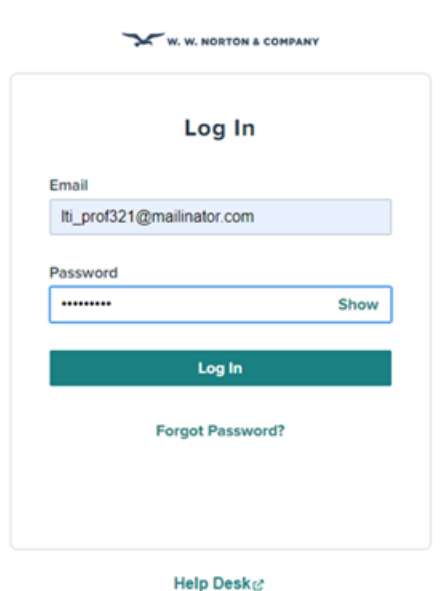 W. W. NORTON & COMPANY
Log In
Email
lti_prof321@mailinator.com
Password
•••••••••
Show
Log In
Forgot Password?
Help Desk